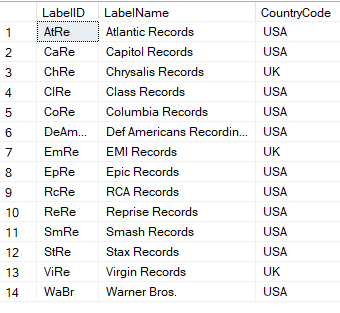 LabelID LabelName CountryCode
1 AtRe Atlantic Records USA
2 CaRe Capitol Records USA
3 ChRe Chrysalis Records UK
4 ClRe Class Records USA
5 CoRe Columbia Records USA
6 DeAm... Def Americans Recordin... USA
7 EmRe EMI Records UK
8 EpRe Epic Records USA
9 RcRe RCA Records USA
10 ReRe Reprise Records USA
11 SmRe Smash Records USA
12 StRe Stax Records USA
13 ViRe Virgin Records UK
14 WaBr Warner Bros. USA